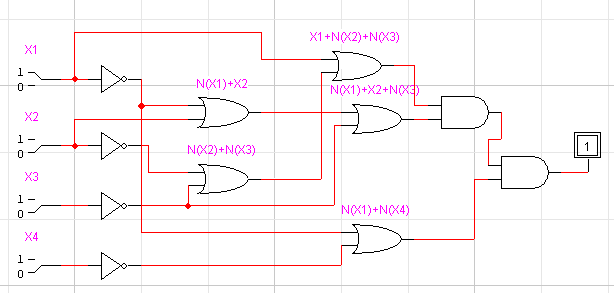 X1
X1+N(X2)+N(X3)
1
0
N(X1)+X2
N(X1)+X2+N(X3)
X2
1
0
N(X2)+N(X3)
1
X3
1
0
N(X1)+N(X4)
X4
1
0